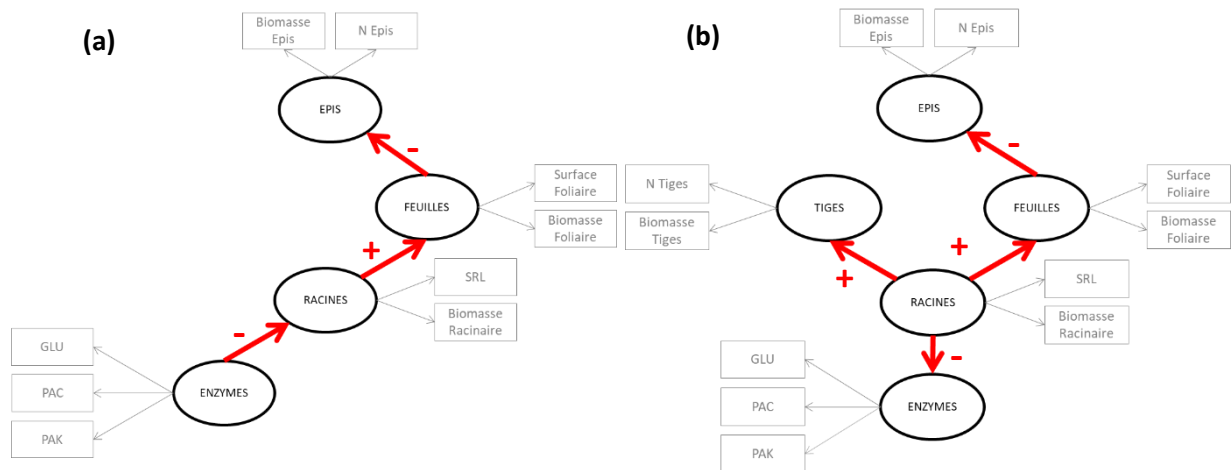 (a)
Biomasse
Epis
N Epis
EPIS
-
FEUILLES
Surface
Foliaire
Biomasse
Foliaire
+
RACINES
SRL
Biomasse
Racinaire
-
GLU
PAC
PAK
ENZYMES
(b)
Biomasse
Epis
N Epis
EPIS
-
N Tiges
Biomasse
Tiges
TIGES
FEUILLES
Surface
Foliaire
Biomasse
Foliaire
+
+
RACINES
SRL
Biomasse
Racinaire
-
GLU
PAC
PAK
ENZYMES